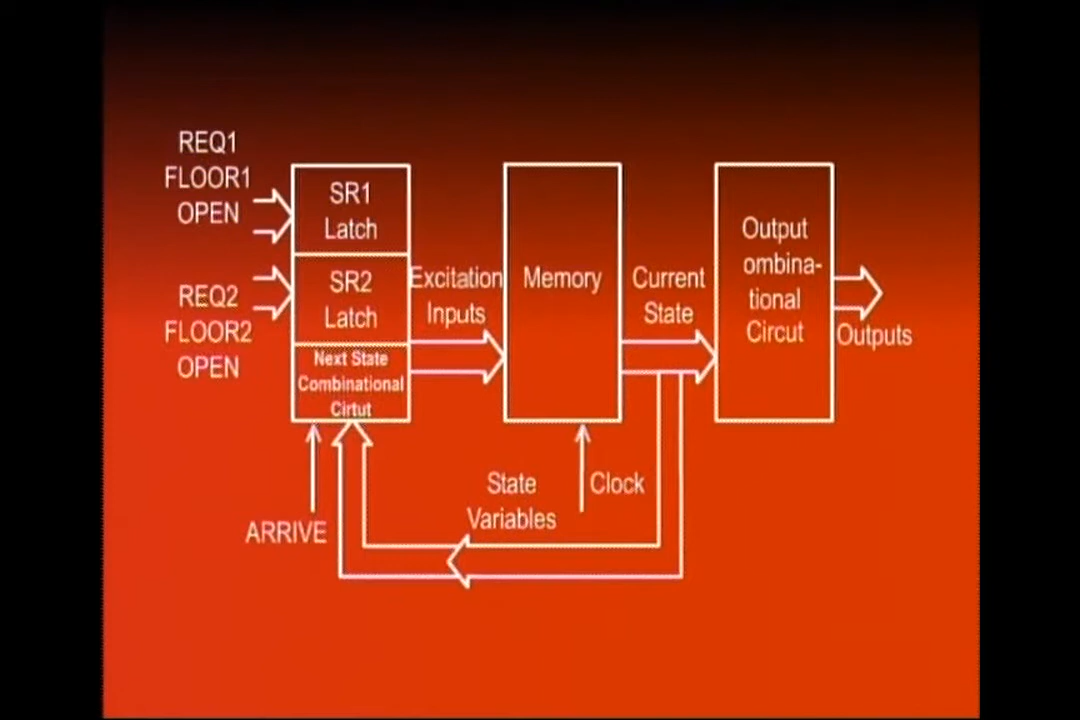 REQ1
FLOOR1
OPEN
REQ2
FLOOR2
OPEN
SR1
Latch
SR2
Latch
Next State
Combinational
Cirtut
ARRIVE
Excitation
Inputs
Memory
Clock
State
Variables
Current
State
Output
ombina-
tional
Circut
Outputs